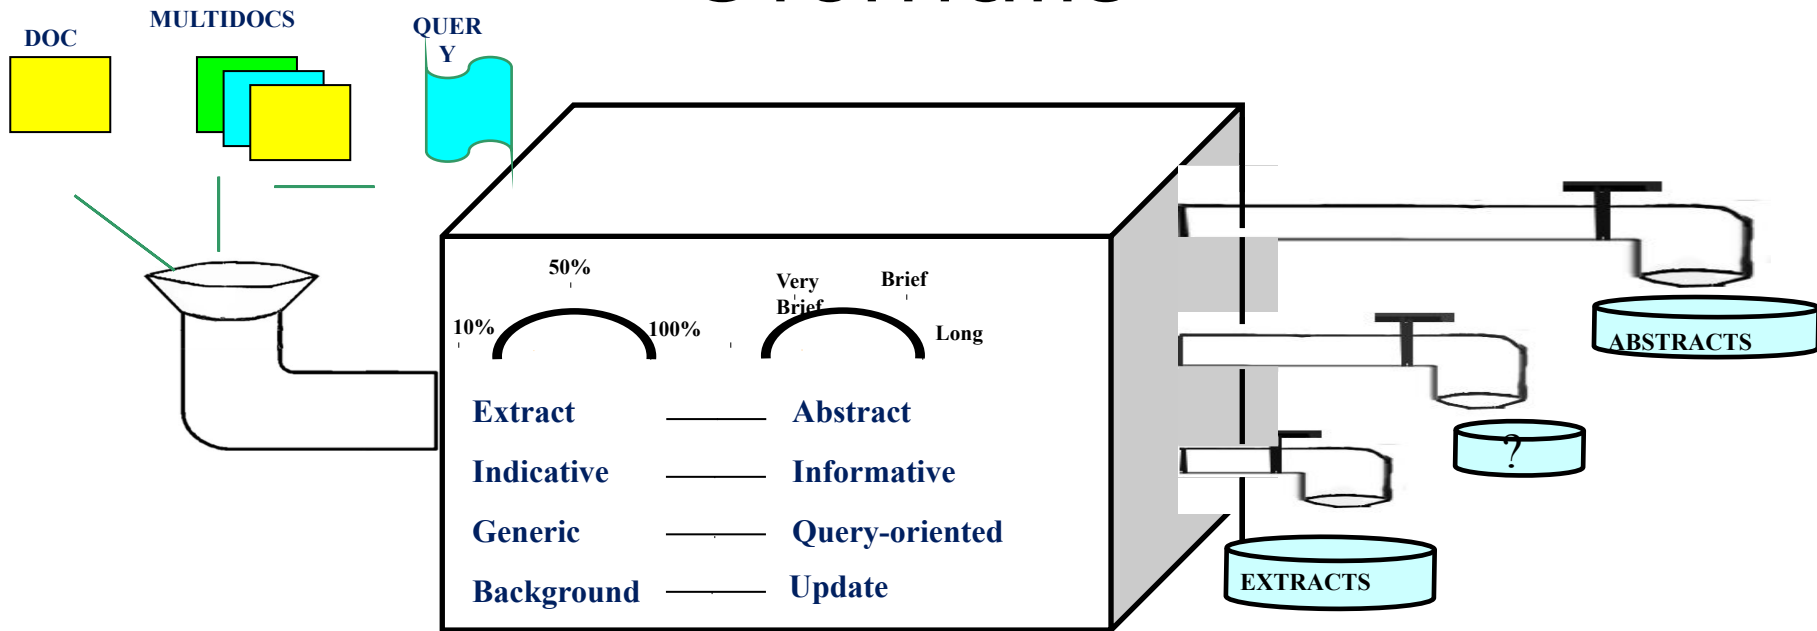 MULTIDOCS
DOC
QUER
Y
50%
Very
Brief
Brief
10%
100%
Long
ABSTRACTS
Extract
Abstract
?
Indicative
Informative
Generic
Query-oriented
EXTRACTS
Background
Update